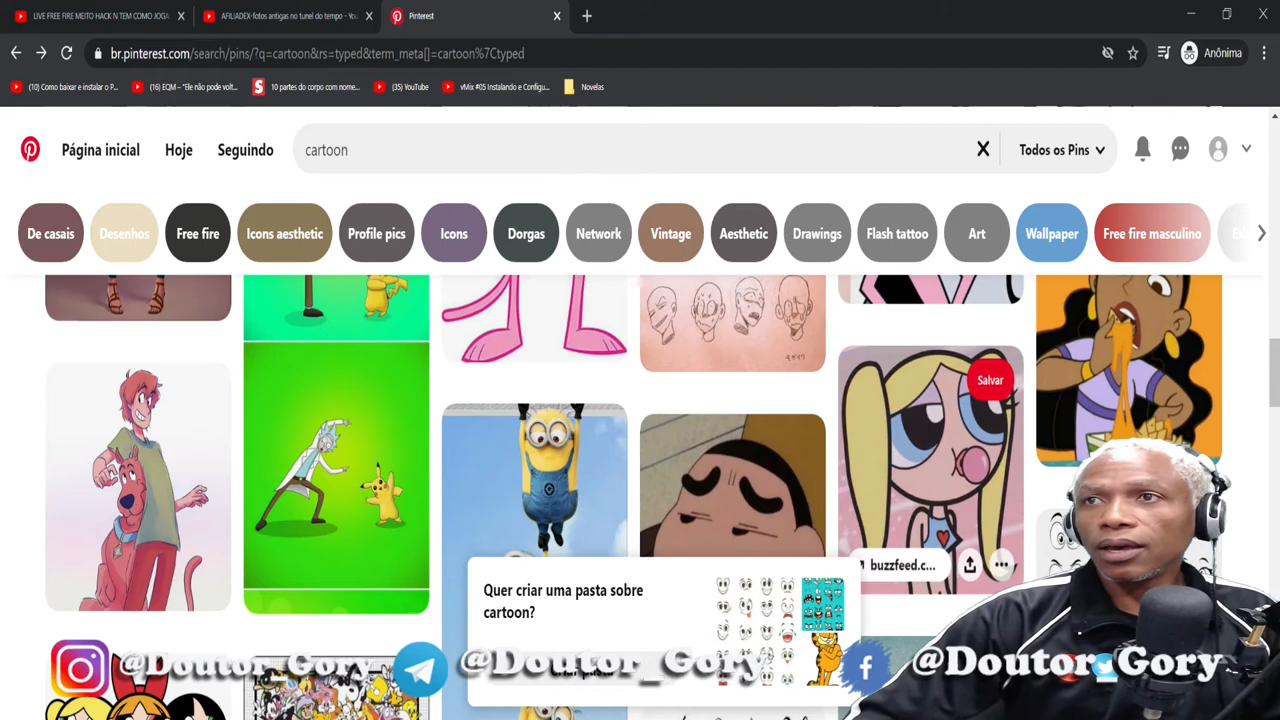 LIVE FREE FIRE MEITO HACK N TEM COMO JOGA
AFILIADEX-fotos antigas no tunel do tempo - You
Pinterest
br.pinterest.com/search/pins/?q=cartoon&rs=typed&term_meta[]=cartoon%7Ctyped
Anônima
(10) Como baixar e instalar o P...
(16) EQM – "Ele não pode volt...
10 partes do corpo com nome...
(35) YouTube
vMix #05 Instalando e Configu...
Novelas
Página inicial
Hoje
Seguindo
cartoon
Todos os Pins
De casais
Desenhos
Free fire
Icons aesthetic
Profile pics
Icons
Dorgas
Network
Vintage
Aesthetic
Drawings
Flash tattoo
Art
Wallpaper
Free fire masculino
Salvar
buzzfeed.c...
Quer criar uma pasta sobre
cartoon?
@Doutor_Gory
@Doutor_Gory
@Doutor_Gory